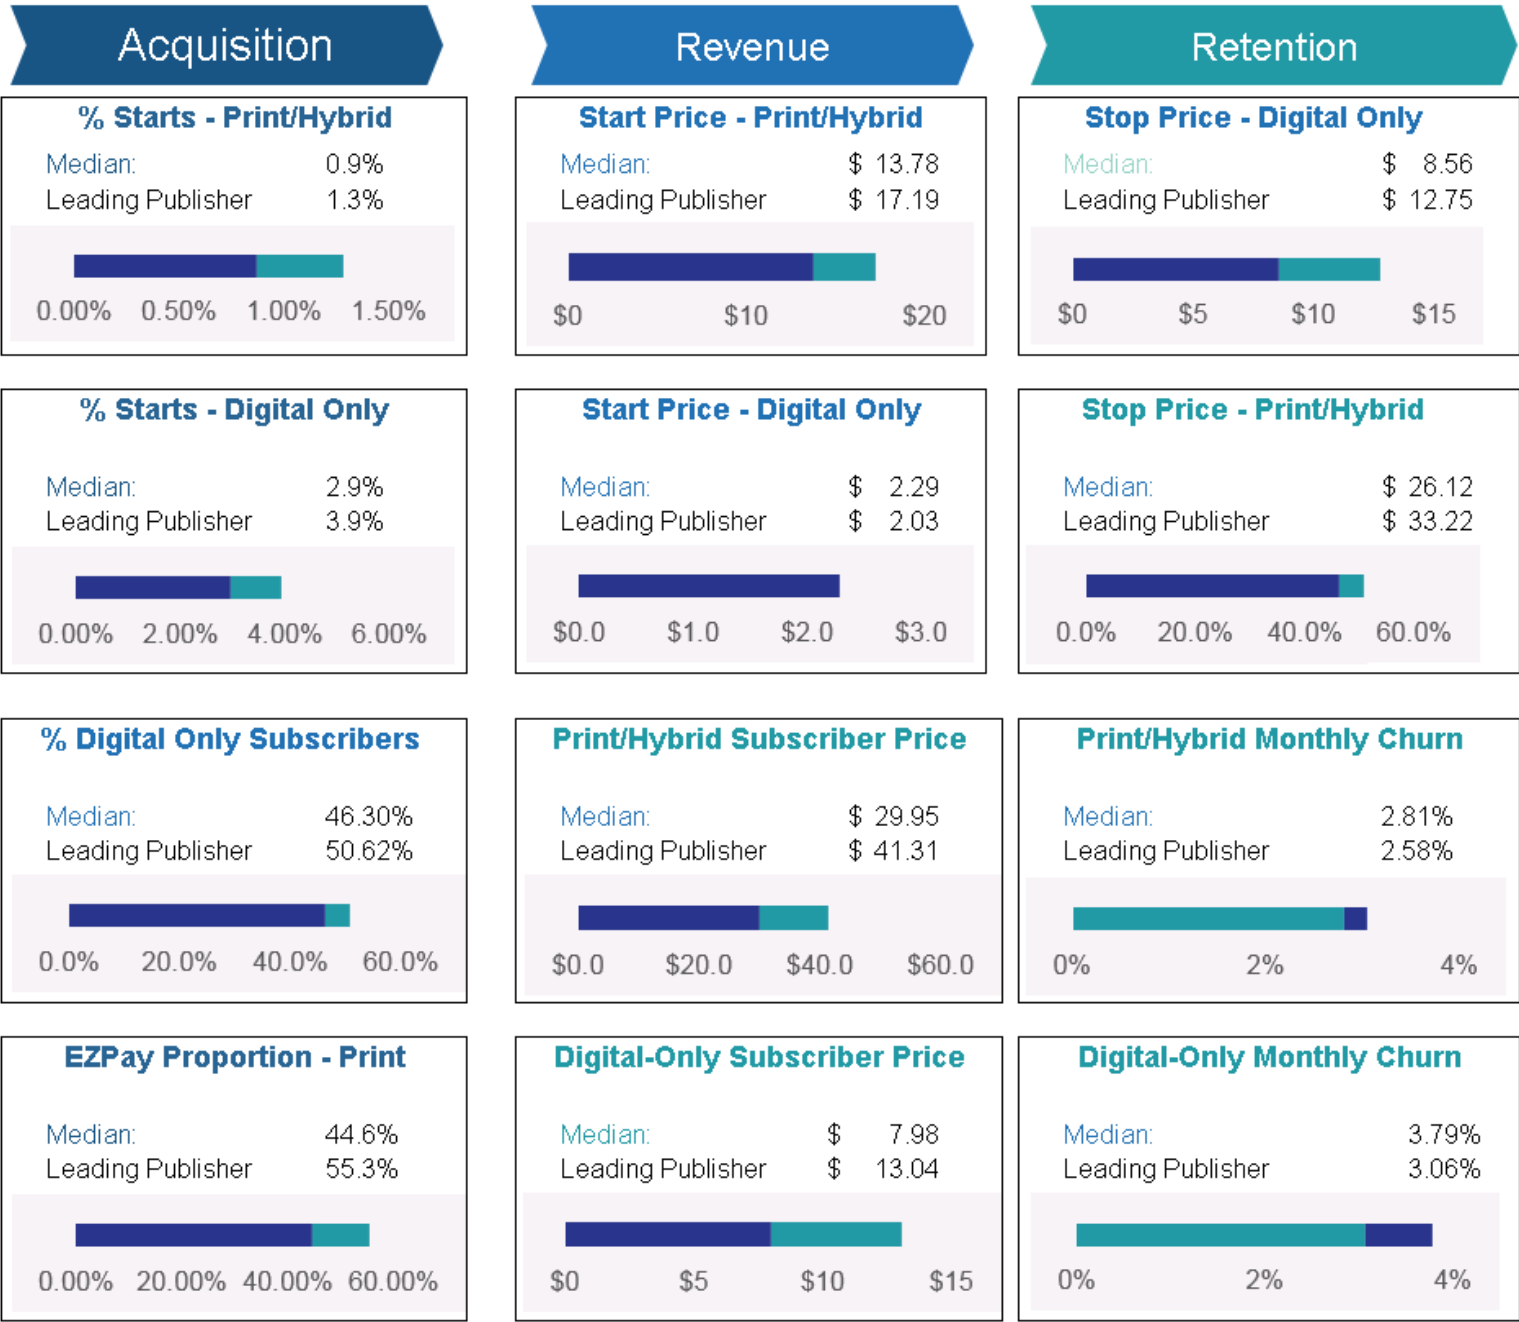 Acquisition
% Starts - Print/Hybrid
Median: 0.9%
Leading Publisher 1.3%
0.00% 0.50% 1.00% 1.50%
% Starts - Digital Only
Median: 2.9%
Leading Publisher 3.9%
0.00% 2.00% 4.00% 6.00%
% Digital Only Subscribers
Median: 46.30%
Leading Publisher 50.62%
0.0% 20.0% 40.0% 60.0%
EZPay Proportion - Print
Median: 44.6%
Leading Publisher 55.3%
0.00% 20.00% 40.00% 60.00%
Revenue
Start Price - Print/Hybrid
Median: $ 13.78
Leading Publisher $ 17.19
$0 $10 $20
Start Price - Digital Only
Median: $ 2.29
Leading Publisher $ 2.03
$0.0 $1.0 $2.0 $3.0
Print/Hybrid Subscriber Price
Median: $ 29.95
Leading Publisher $ 41.31
$0.0 $20.0 $40.0 $60.0
Digital-Only Subscriber Price
Median: $ 7.98
Leading Publisher $ 13.04
$0 $5 $10 $15
Retention
Stop Price - Digital Only
Median: $ 8.56
Leading Publisher $ 12.75
$0 $5 $10 $15
Stop Price - Print/Hybrid
Median: $ 26.12
Leading Publisher $ 33.22
0.0% 20.0% 40.0% 60.0%
Print/Hybrid Monthly Churn
Median: 2.81%
Leading Publisher 2.58%
0% 2% 4%
Digital-Only Monthly Churn
Median: 3.79%
Leading Publisher 3.06%
0% 2% 4%